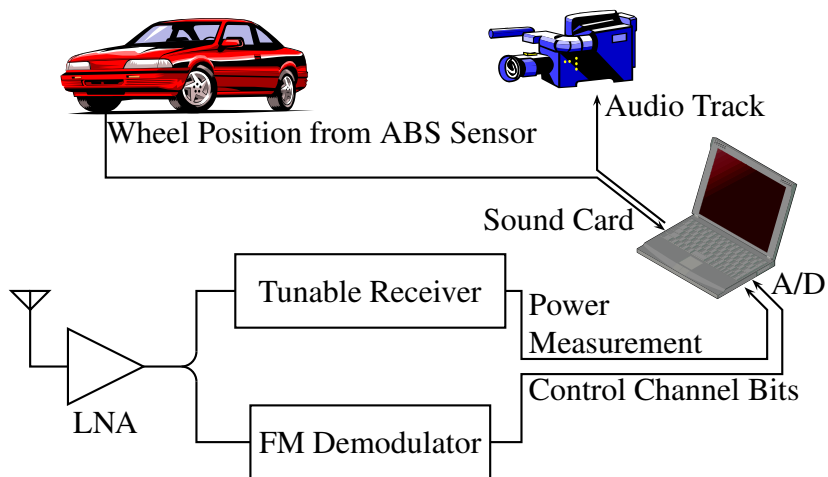 Audio Track
Wheel Position from ABS Sensor
Sound Card
A/D
Tunable Receiver
Power
Measurement
Control Channel Bits
LNA
FM Demodulator